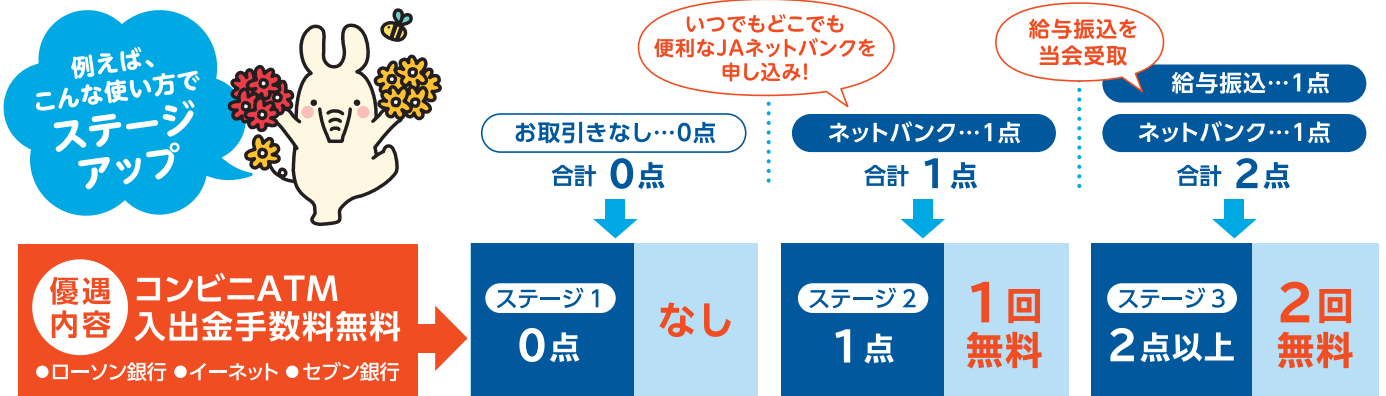 例えば、
こんな使い方で
ステージ
アップ
いつでもどこでも
便利なJAネットバンクを
申し込み!
給与振込を
当会受取
給与振込…1点
お取引きなし…0点
ネットバンク…1点
ネットバンク…1点
合計 0点
合計 1点
合計 2点
優遇
内容
コンビニATM
入出金手数料無料
●ローソン銀行 ●イーネット ●セブン銀行
ステージ1
0点
なし
ステージ2
1点
1回
無料
ステージ3
2点以上
2回
無料